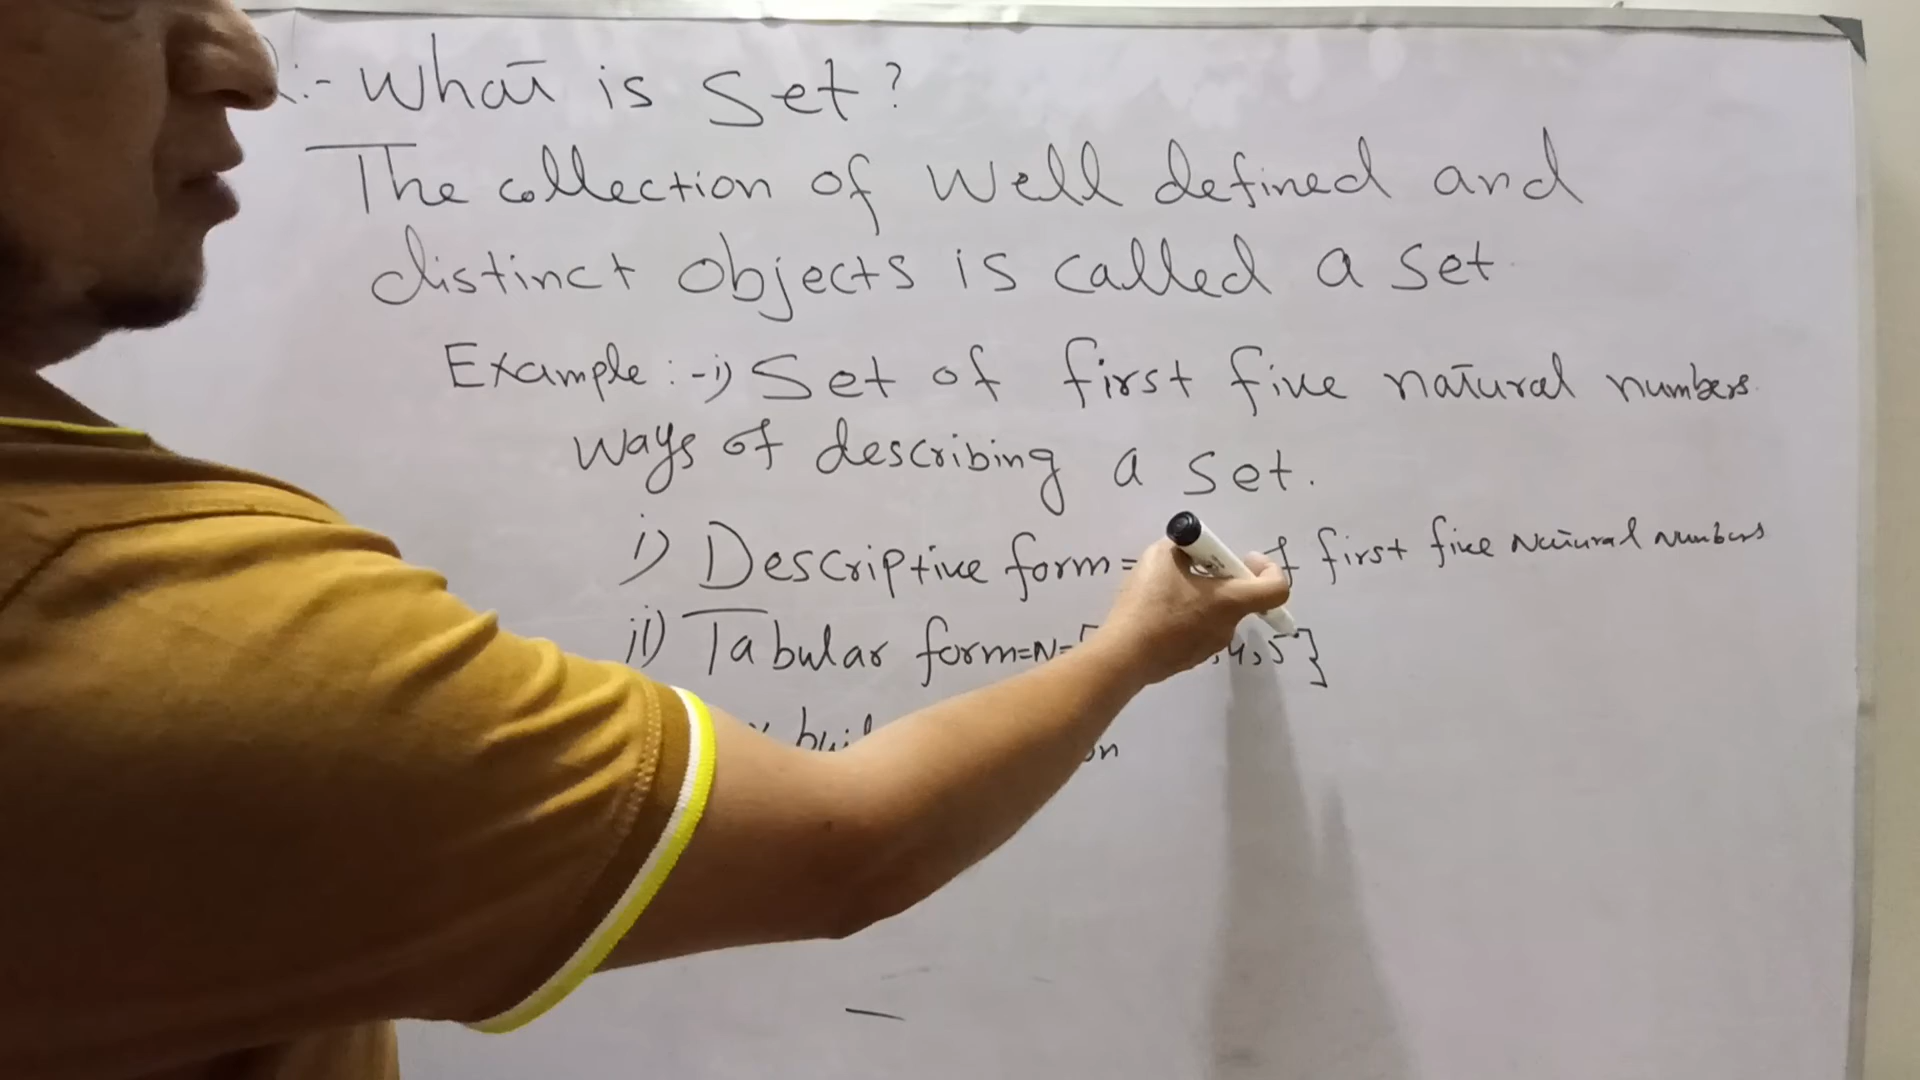 :- What is Set?
The collection of well defined and
distinct objects is called a set.
Example:-i) Set of first five natural numbers
ways of describing a set.
i) Descriptive form= first five natural numbers
ii) Tabular form=N={ ,4,5}